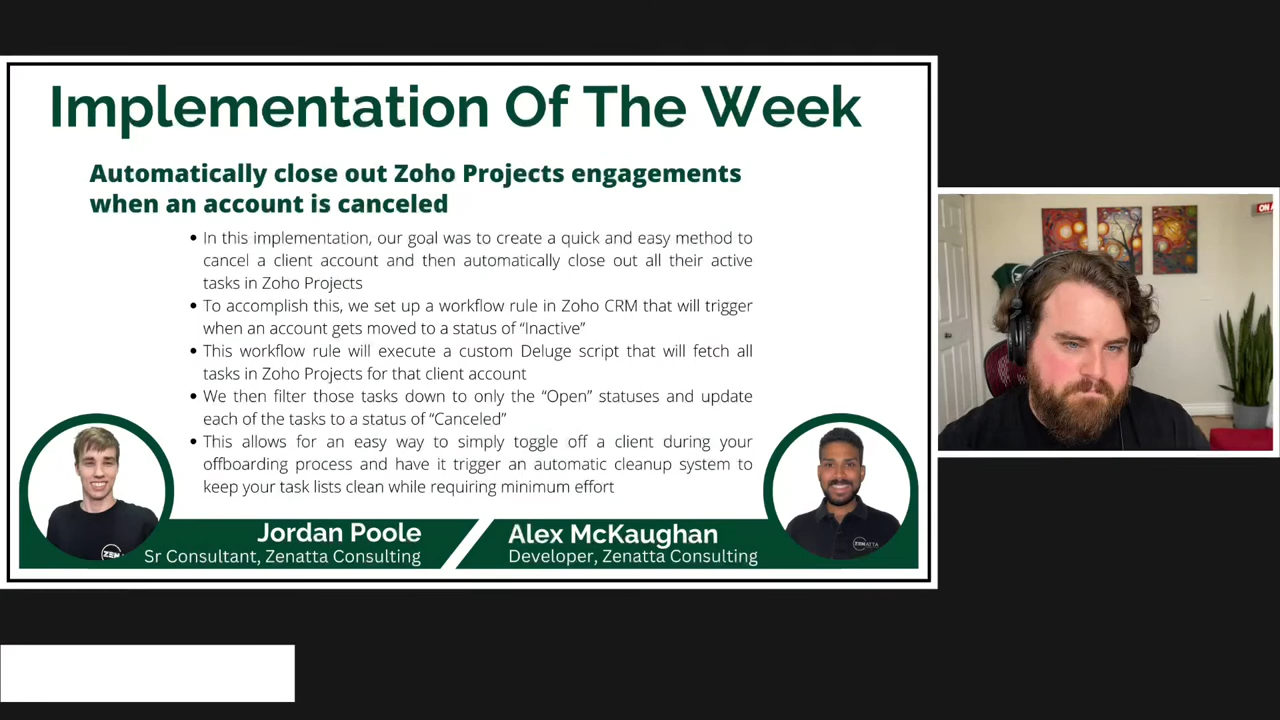 Implementation Of The Week
Automatically close out Zoho Projects engagements
when an account is canceled
• In this implementation, our goal was to create a quick and easy method to
cancel a client account and then automatically close out all their active
tasks in Zoho Projects
• To accomplish this, we set up a workflow rule in Zoho CRM that will trigger
when an account gets moved to a status of “Inactive”
• This workflow rule will execute a custom Deluge script that will fetch all
tasks in Zoho Projects for that client account
• We then filter those tasks down to only the “Open” statuses and update
each of the tasks to a status of “Canceled”
• This allows for an easy way to simply toggle off a client during your
offboarding process and have it trigger an automatic cleanup system to
keep your task lists clean while requiring minimum effort
Jordan Poole
Sr Consultant, Zenatta Consulting
Alex McKaughan
Developer, Zenatta Consulting
ZENATTA
ON